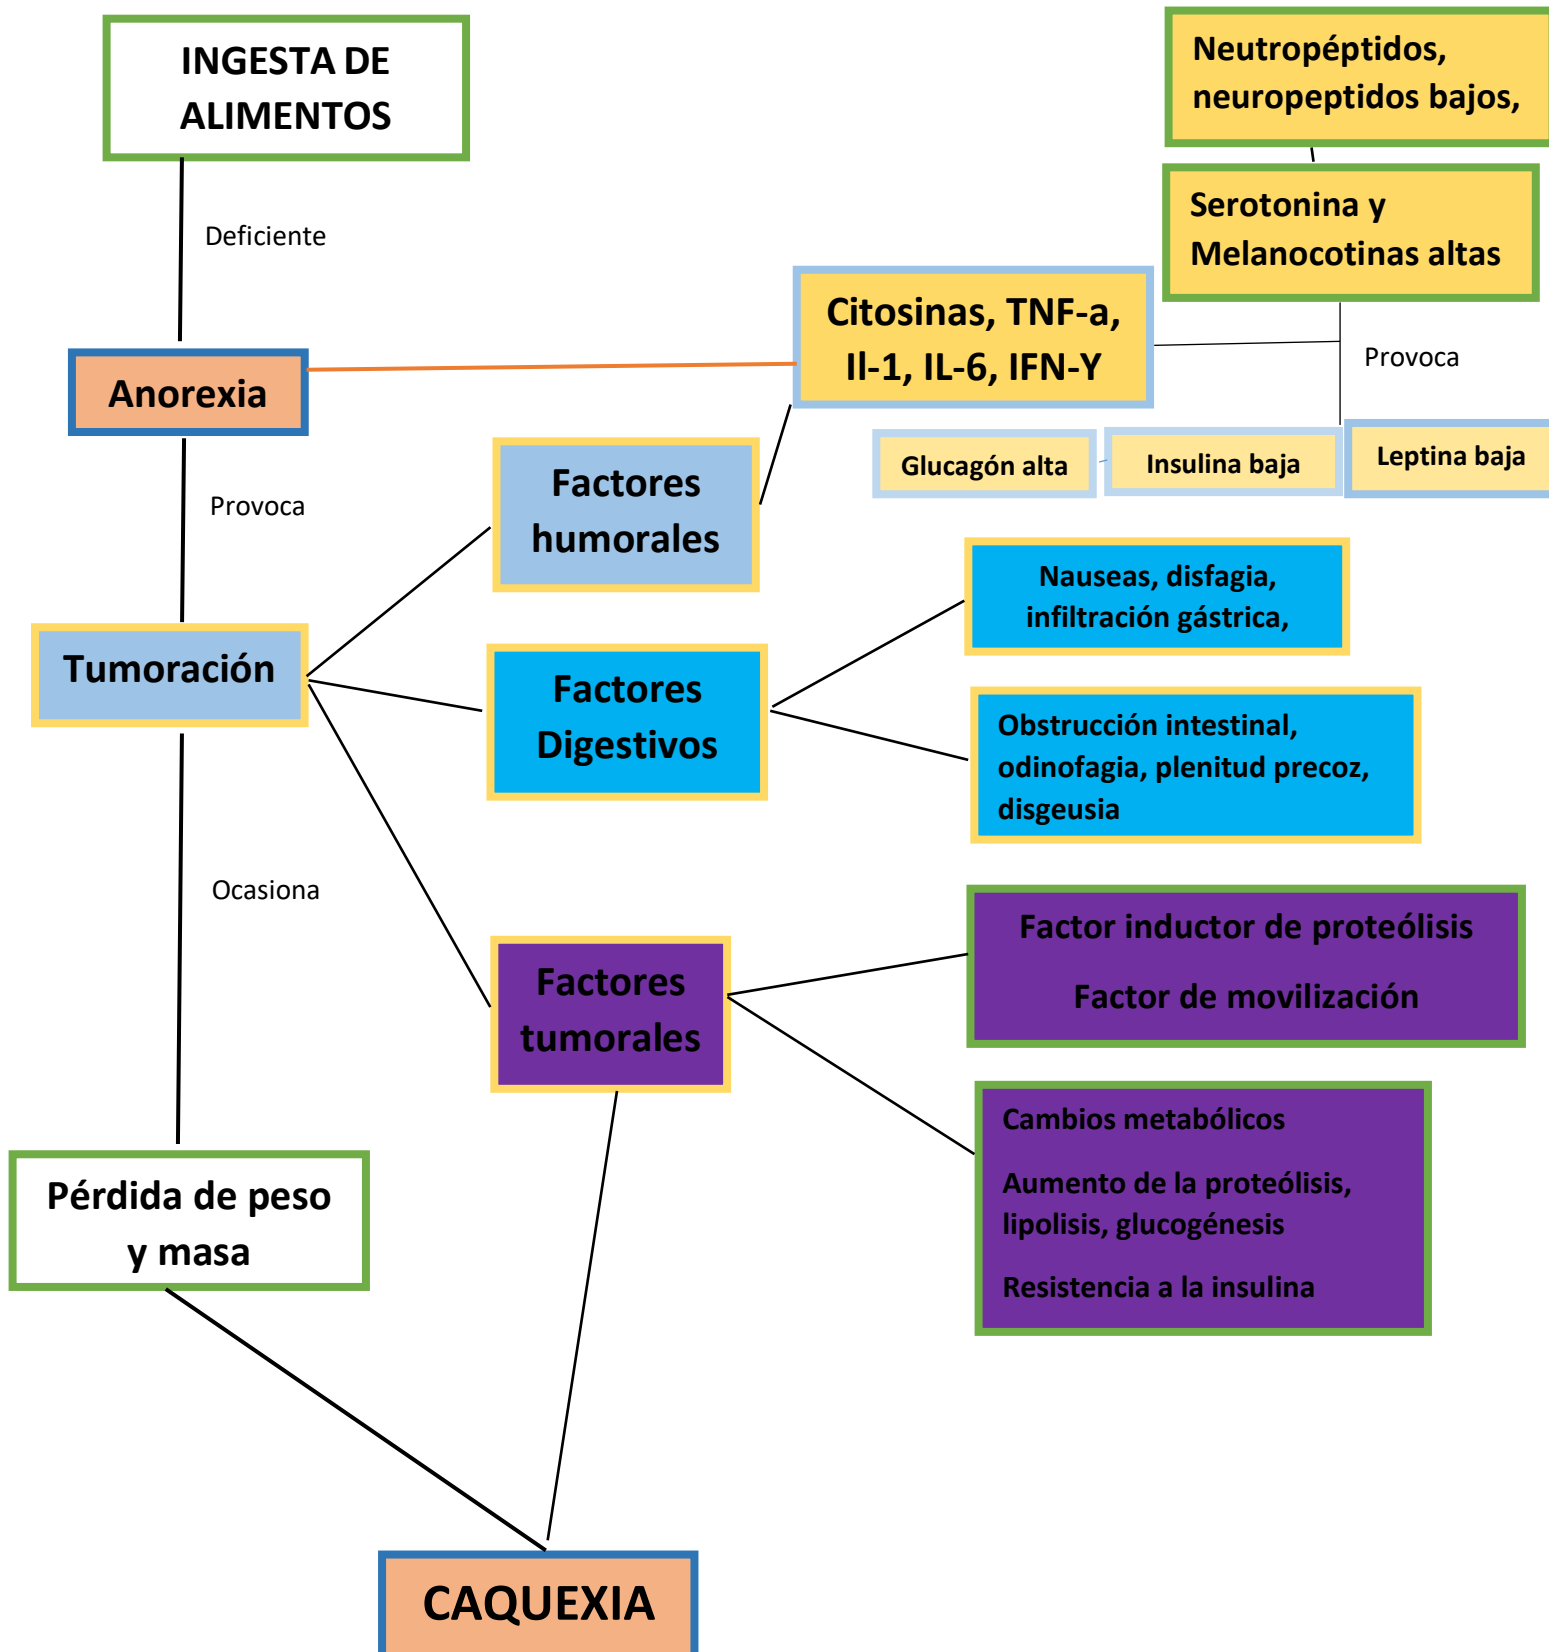 INGESTA DE
ALIMENTOS
Neutropéptidos,
neuropeptidos bajos,
Serotonina y
Melanocotinas altas
Deficiente
Citosinas, TNF-a,
Il-1, IL-6, IFN-Y
Provoca
Anorexia
Glucagón alta
Insulina baja
Leptina baja
Provoca
Factores
humorales
Nauseas, disfagia,
infiltración gástrica,
Tumoración
Factores
Digestivos
Obstrucción intestinal,
odinofagia, plenitud precoz,
disgeusia
Ocasiona
Factores
tumorales
Factor inductor de proteólisis
Factor de movilización
Cambios metabólicos
Aumento de la proteólisis,
lipolisis, glucogénesis
Resistencia a la insulina
Pérdida de peso
y masa
CAQUEXIA